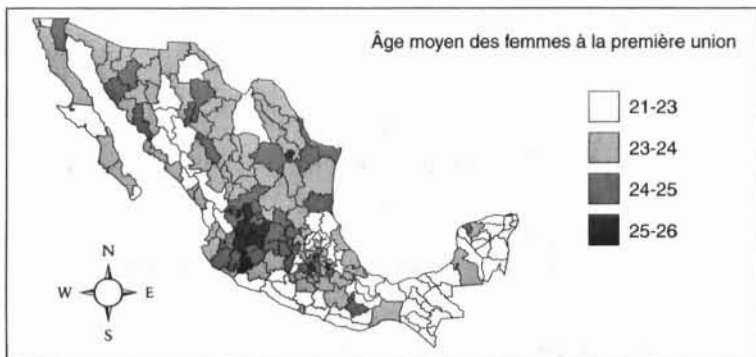 Âge moyen des femmes à la première union
21-23
23-24
24-25
25-26
N
W E
S